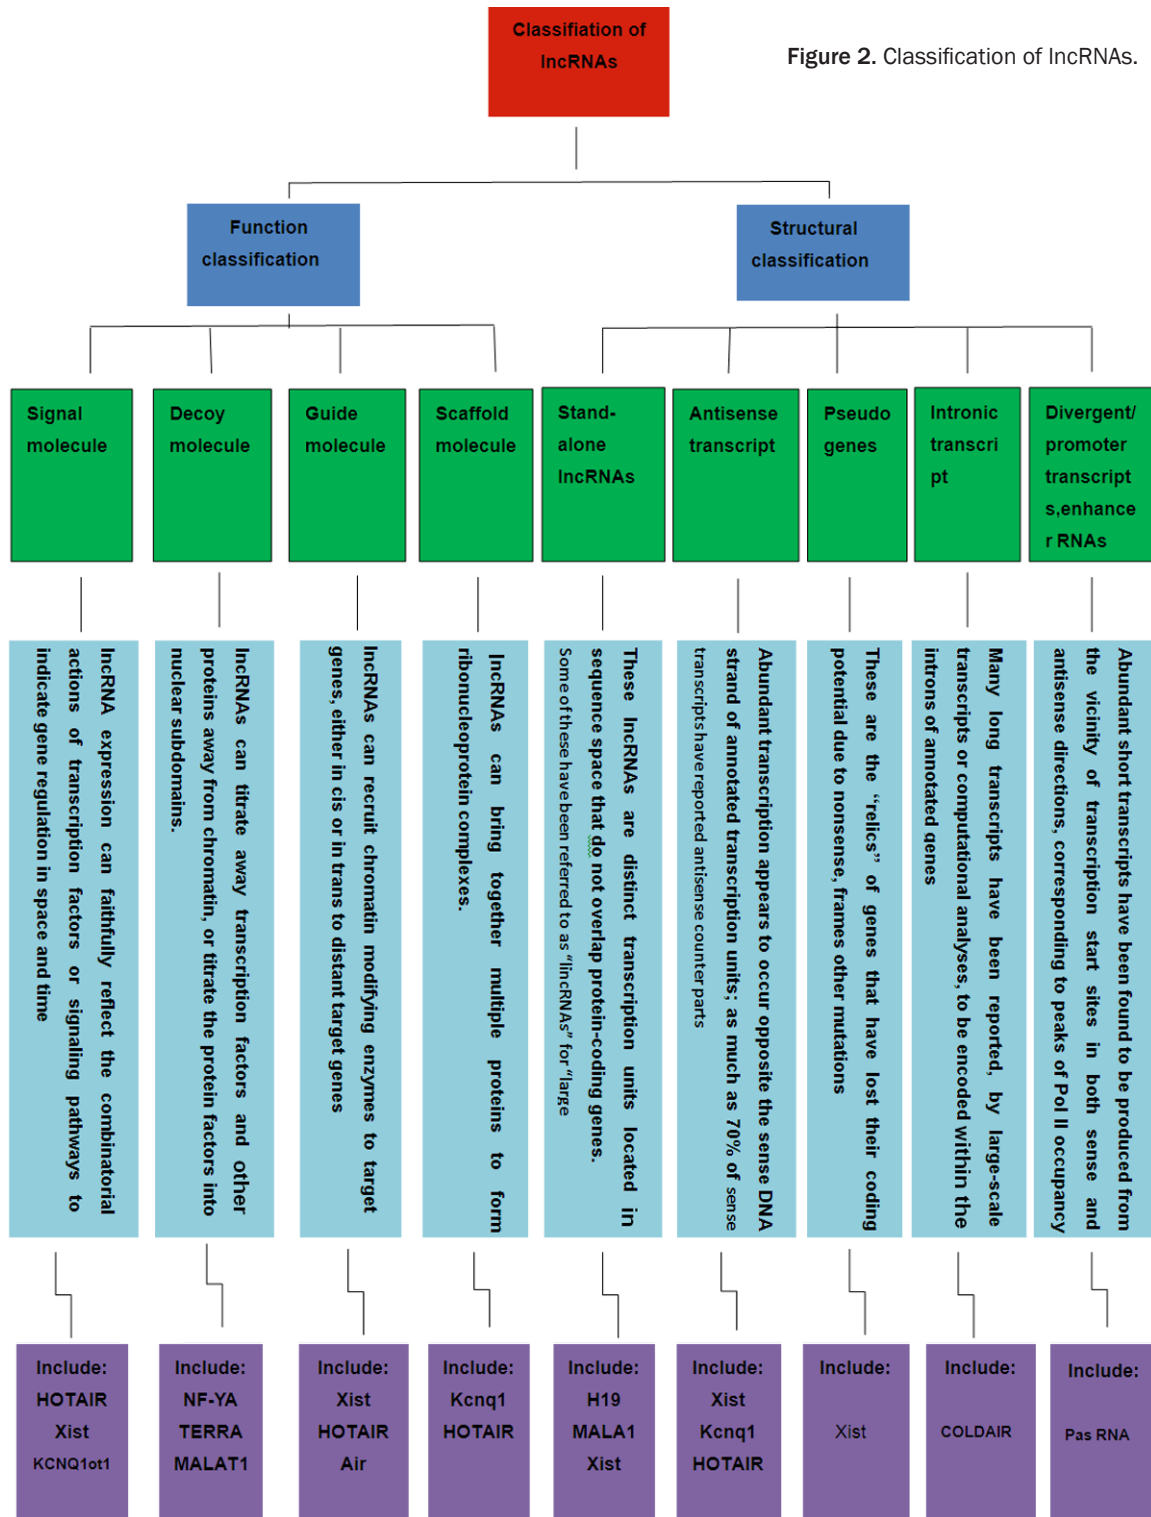 Classifiation of
lncRNAs
Figure 2. Classification of lncRNAs.
Function
classification
Structural
classification
Signal
molecule
Decoy
molecule
Guide
molecule
Scaffold
molecule
Stand-
alone
lncRNAs
Antisense
transcript
Pseudo
genes
Intronic
transcri
pt
Divergent/
promoter
transcript
s,enhance
r RNAs
lncRNA expression can faithfully reflect the combinatorial
actions of transcription factors or signaling pathways to
indicate gene regulation in space and time
lncRNAs can titrate away transcription factors and other
proteins away from chromatin, or titrate the protein factors into
nuclear subdomains.
lncRNAs can recruit chromatin modifying enzymes to target
genes, either in cis or in trans to distant target genes
lncRNAs can bring together multiple proteins to form
ribonucleoprotein complexes.
These lncRNAs are distinct transcription units located in
sequence space that do not overlap protein-coding genes.
Some of these have been referred to as “lincRNAs” for “large
Abundant transcription appears to occur opposite the sense DNA
strand of annotated transcription units; as much as 70% of sense
transcripts have reported antisense counter parts
These are the “relics” of genes that have lost their coding
potential due to nonsense, frames other mutations
Many long transcripts have been reported, by large-scale
transcripts or computational analyses, to be encoded within the
introns of annotated genes
Abundant short transcripts have been found to be produced from
the vicinity of transcription start sites in both sense and
antisense directions, corresponding to peaks of Pol II occupancy
Include:
HOTAIR
Xist
KCNQ1ot1
Include:
NF-YA
TERRA
MALAT1
Include:
Xist
HOTAIR
Air
Include:
Kcnq1
HOTAIR
Include:
H19
MALA1
Xist
Include:
Xist
Kcnq1
HOTAIR
Include:
Xist
Include:
COLDAIR
Include:
Pas RNA